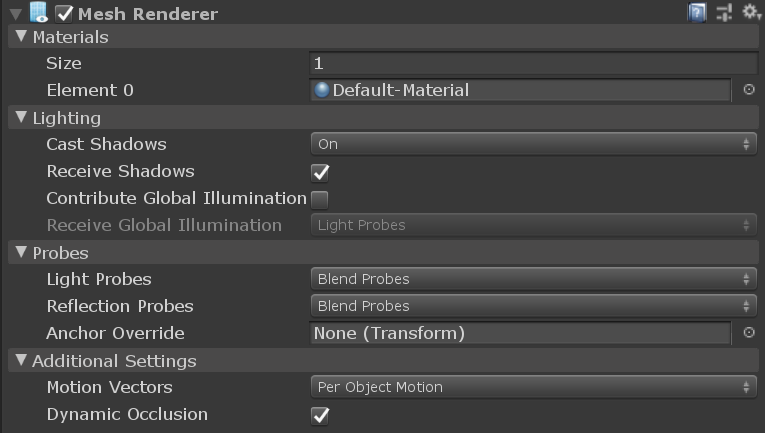 Mesh Renderer
Materials
Size 1
Element 0 Default-Material
Lighting
Cast Shadows On
Receive Shadows
Contribute Global Illumination
Receive Global Illumination Light Probes
Probes
Light Probes Blend Probes
Reflection Probes Blend Probes
Anchor Override None (Transform)
Additional Settings
Motion Vectors Per Object Motion
Dynamic Occlusion